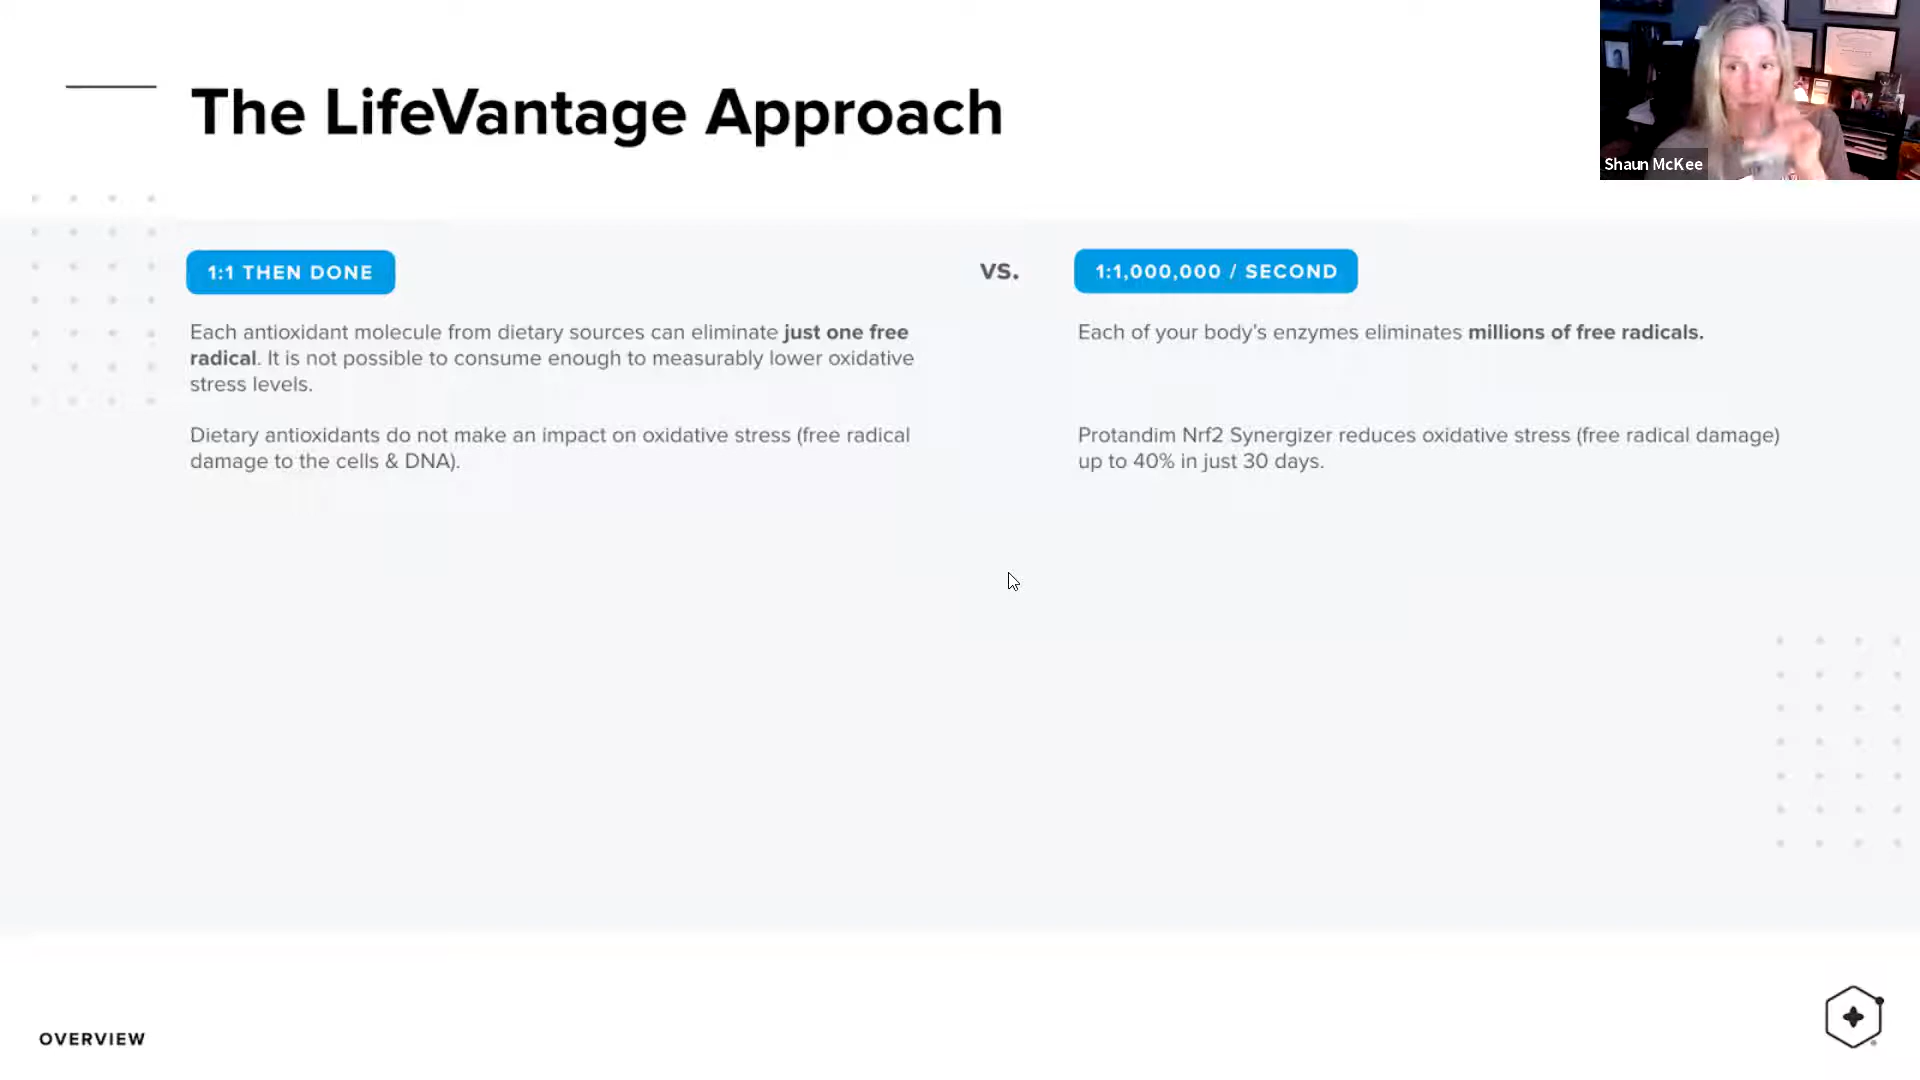 The LifeVantage Approach
Shaun McKee
1:1 THEN DONE
VS.
1:1,000,000 / SECOND
Each antioxidant molecule from dietary sources can eliminate just one free
radical. It is not possible to consume enough to measurably lower oxidative
stress levels.
Dietary antioxidants do not make an impact on oxidative stress (free radical
damage to the cells & DNA).
Each of your body's enzymes eliminates millions of free radicals.
Protandim Nrf2 Synergizer reduces oxidative stress (free radical damage)
up to 40% in just 30 days.
OVERVIEW